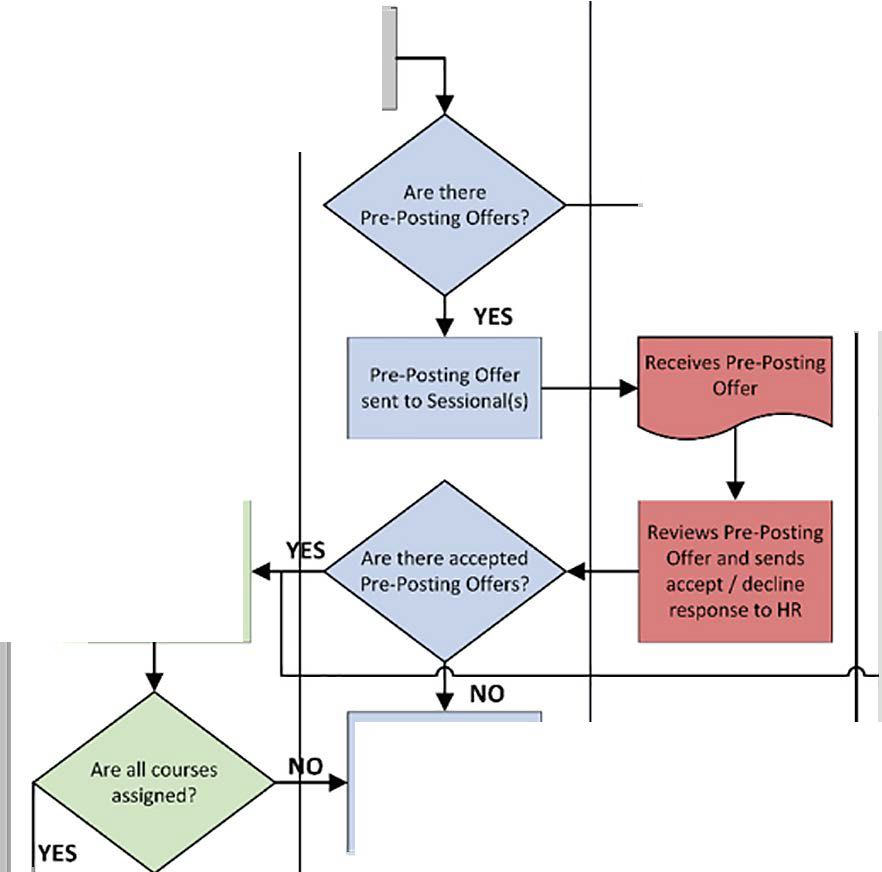 Are there
Pre-Posting Offers?
YES
Pre-Posting Offer
sent to Sessional(s)
Receives Pre-Posting
Offer
Reviews Pre-Posting
Offer and sends
accept / decline
response to HR
Are there accepted
Pre-Posting Offers?
YES
NO
Are all courses
assigned?
NO
YES